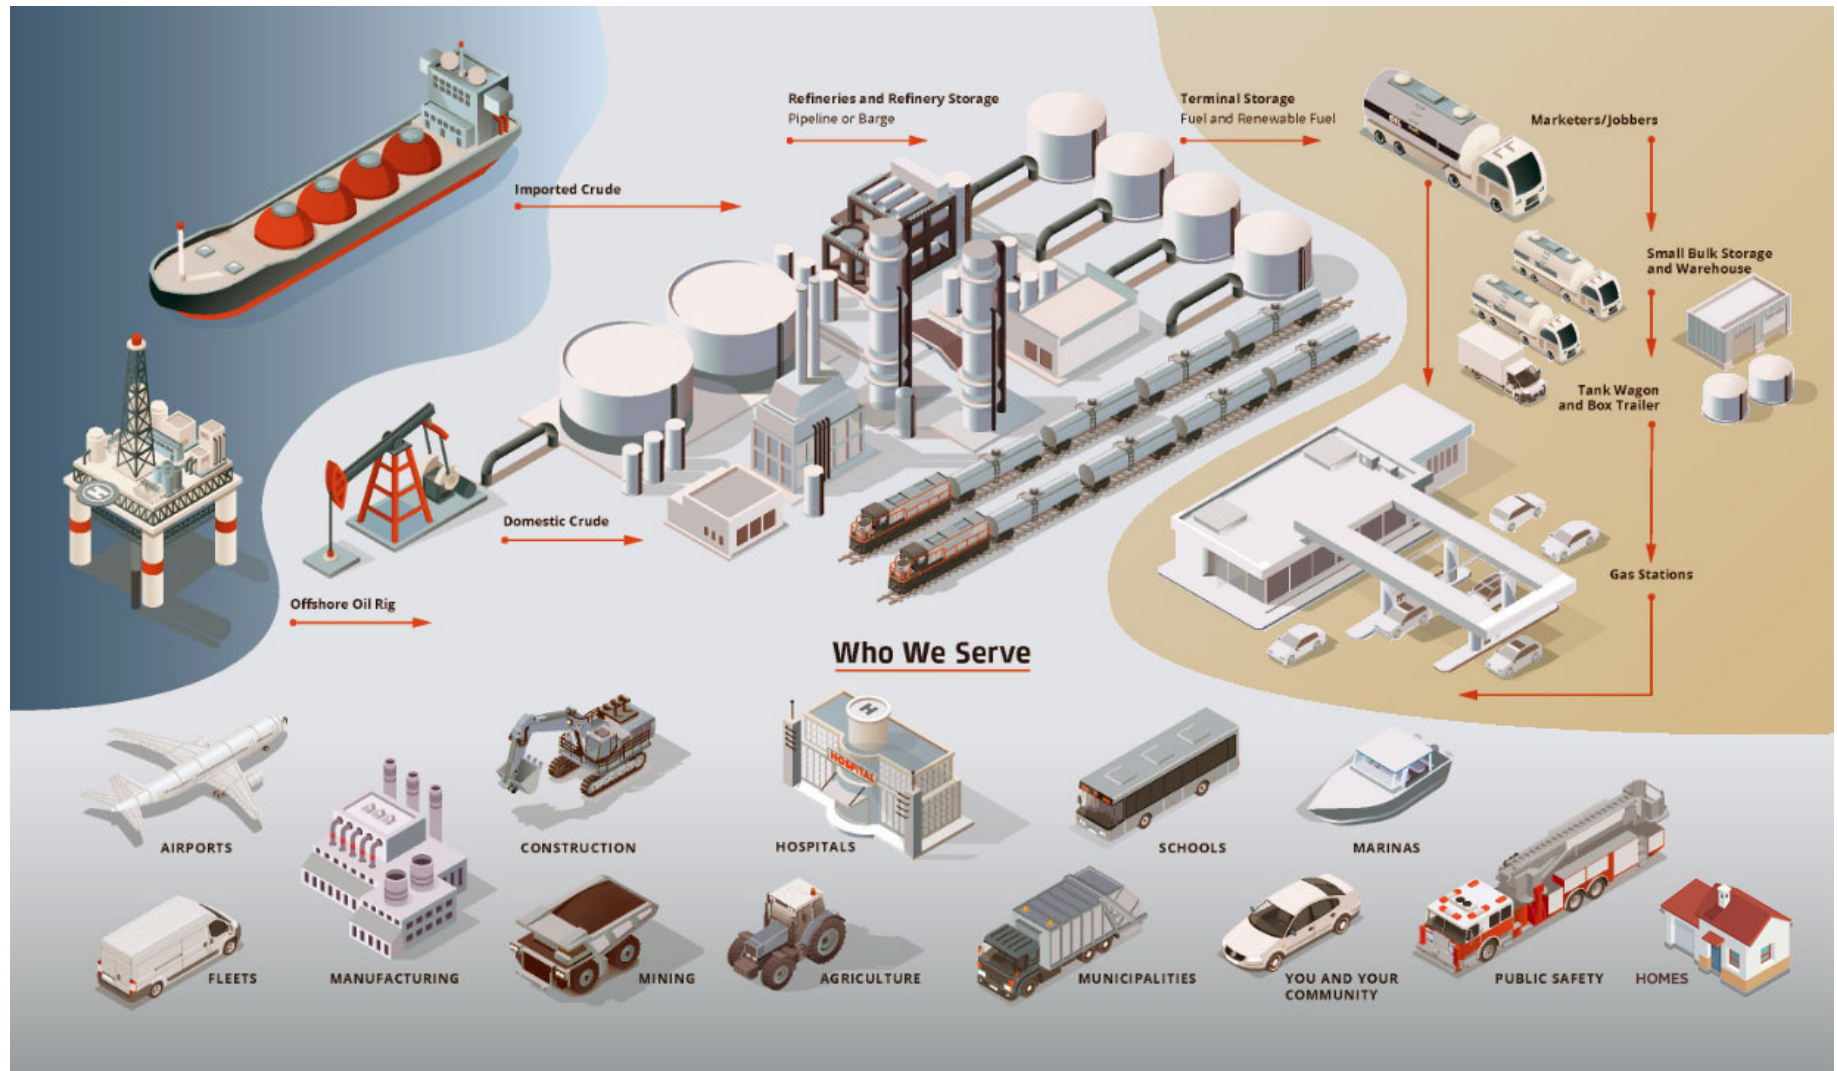 Refineries and Refinery Storage
Pipeline or Barge
Terminal Storage
Fuel and Renewable Fuel
Marketers/Jobbers
Imported Crude
Small Bulk Storage
and Warehouse
Tank Wagon
and Box Trailer
H
Domestic Crude
Gas Stations
Offshore Oil Rig
Who We Serve
H
HOSPITAL
AIRPORTS
CONSTRUCTION
HOSPITALS
SCHOOLS
MARINAS
FLEETS
MANUFACTURING
MINING
AGRICULTURE
MUNICIPALITIES
YOU AND YOUR
COMMUNITY
PUBLIC SAFETY
HOMES